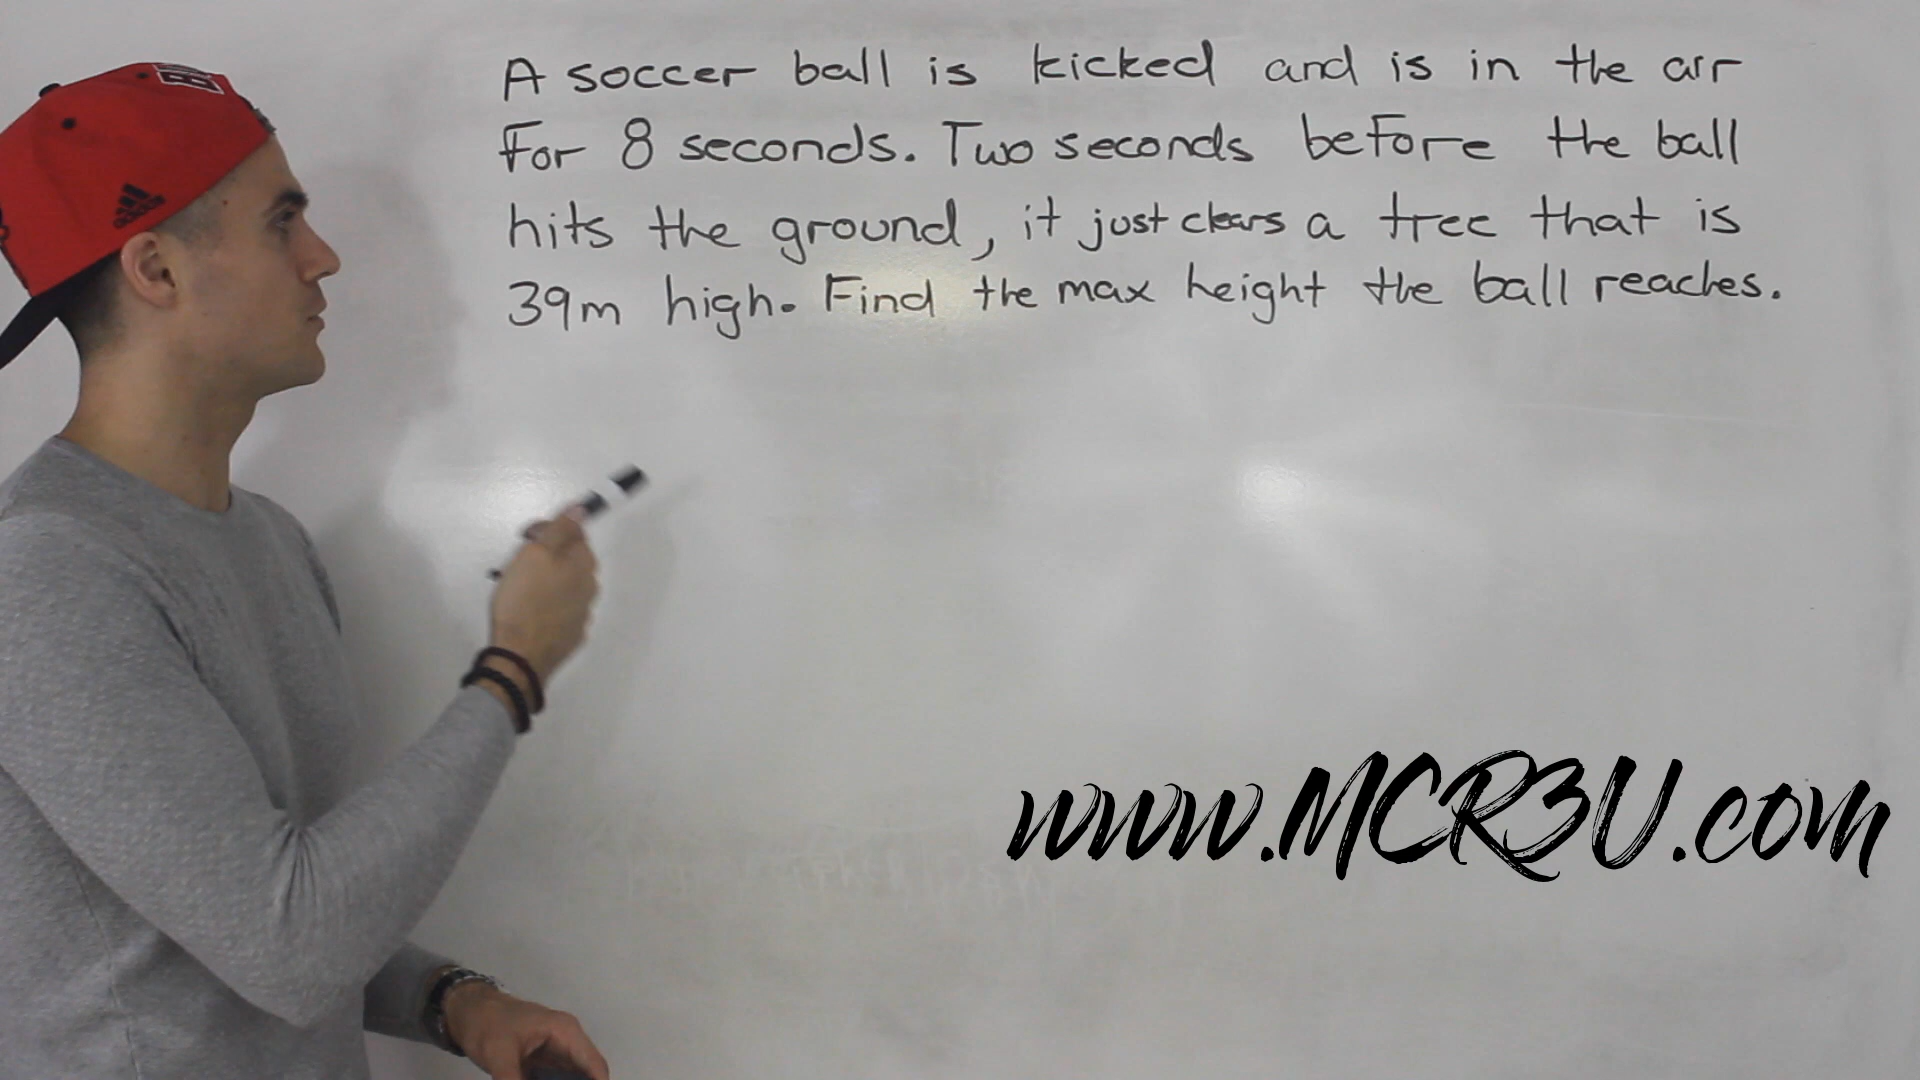 A soccer ball is kicked and is in the air
for 8 seconds. Two seconds before the ball
hits the ground, it just clears a tree that is
39m high. Find the max height the ball reaches.
www.MCR3U.com